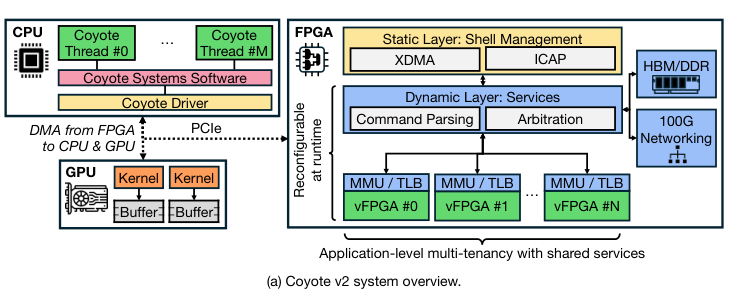 CPU
Coyote
Thread #0
...
Coyote
Thread #M
Coyote Systems Software
Coyote Driver
DMA from FPGA
to CPU & GPU
PCIe
GPU
Kernel
Kernel
Buffer
Buffer
FPGA
Static Layer: Shell Management
XDMA
ICAP
Reconfigurable
at runtime
Dynamic Layer: Services
Command Parsing
Arbitration
HBM/DDR
100G
Networking
MMU / TLB
vFPGA #0
MMU / TLB
vFPGA #1
...
MMU / TLB
vFPGA #N
Application-level multi-tenancy with shared services
(a) Coyote v2 system overview.